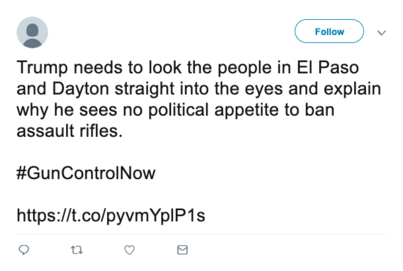 Follow
Trump needs to look the people in El Paso
and Dayton straight into the eyes and explain
why he sees no political appetite to ban
assault rifles.
#GunControlNow
https://t.co/pyvmYplP1s